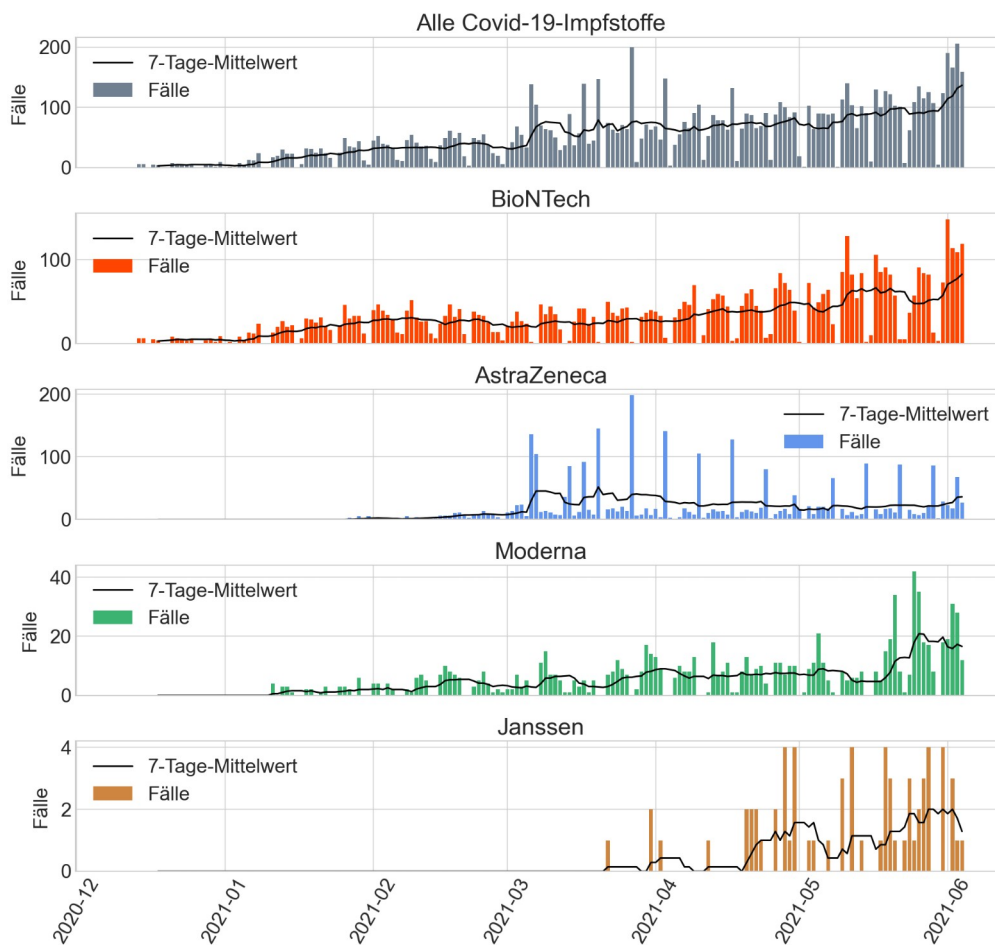 Alle Covid-19-Impfstoffe
200
100
0
Fälle
7-Tage-Mittelwert
Fälle
BioNTech
100
0
Fälle
7-Tage-Mittelwert
Fälle
AstraZeneca
200
100
0
Fälle
7-Tage-Mittelwert
Fälle
Moderna
40
20
0
Fälle
7-Tage-Mittelwert
Fälle
Janssen
4
2
0
Fälle
7-Tage-Mittelwert
Fälle
2020-12
2021-01
2021-02
2021-03
2021-04
2021-05
2021-06